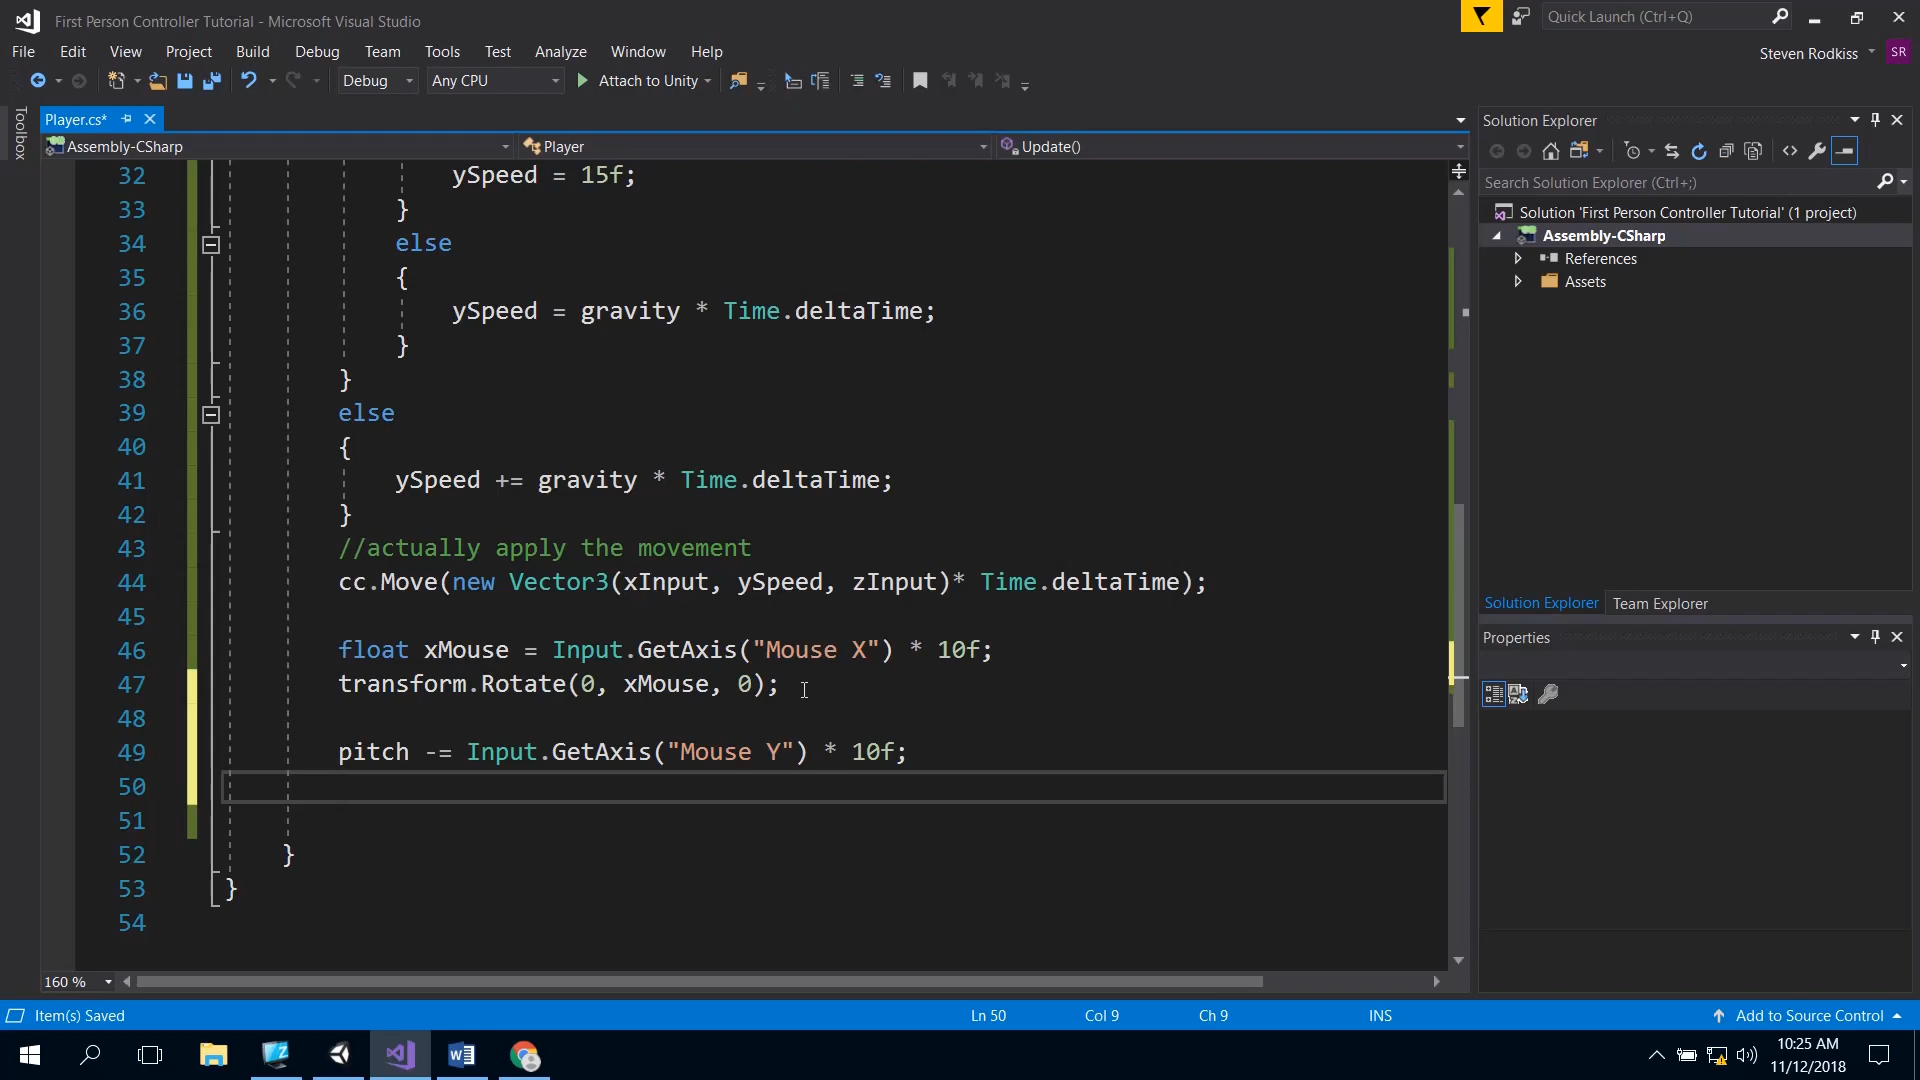 First Person Controller Tutorial - Microsoft Visual Studio
Quick Launch (Ctrl+Q)
File Edit View Project Build Debug Team Tools Test Analyze Window Help
Steven Rodkiss SR
Debug Any CPU Attach to Unity
Toolbox
Player.cs*
Assembly-CSharp Player Update()
32 ySpeed = 15f;
33 }
34 else
35 {
36 ySpeed = gravity * Time.deltaTime;
37 }
38 }
39 else
40 {
41 ySpeed += gravity * Time.deltaTime;
42 }
43 //actually apply the movement
44 cc.Move(new Vector3(xInput, ySpeed, zInput)* Time.deltaTime);
45
46 float xMouse = Input.GetAxis("Mouse X") * 10f;
47 transform.Rotate(0, xMouse, 0);
48
49 pitch -= Input.GetAxis("Mouse Y") * 10f;
50
51
52 }
53 }
54
160 %
Solution Explorer
Search Solution Explorer (Ctrl+;)
Solution 'First Person Controller Tutorial' (1 project)
Assembly-CSharp
References
Assets
Solution Explorer Team Explorer
Properties
Item(s) Saved Ln 50 Col 9 Ch 9 INS Add to Source Control
10:25 AM
11/12/2018